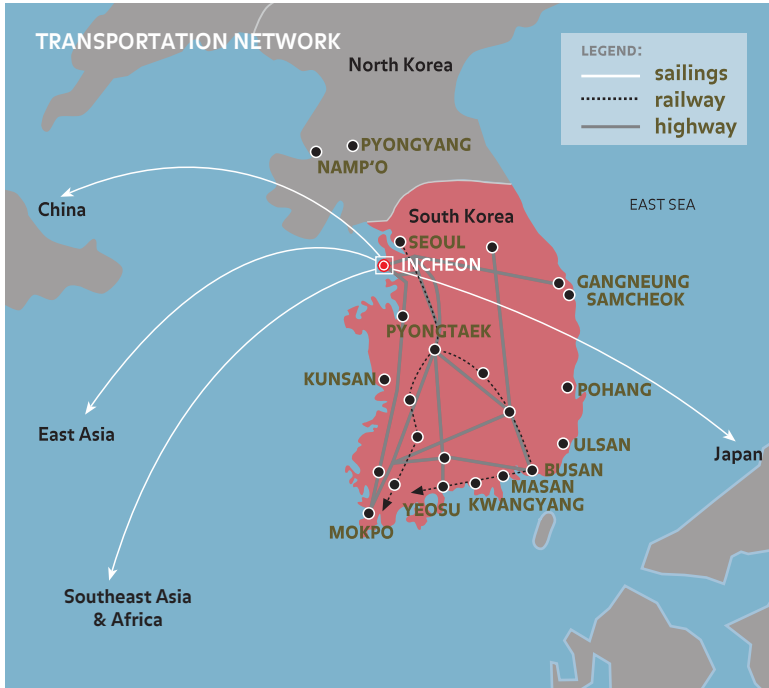 TRANSPORTATION NETWORK
LEGEND:
sailings
railway
highway
North Korea
PYONGYANG
NAMP‘O
China
EAST SEA
South Korea
SEOUL
INCHEON
GANGNEUNG
SAMCHEOK
PYONGTAEK
KUNSAN
POHANG
East Asia
ULSAN
Japan
BUSAN
MASAN
KWANGYANG
YEOSU
MOKPO
Southeast Asia
& Africa